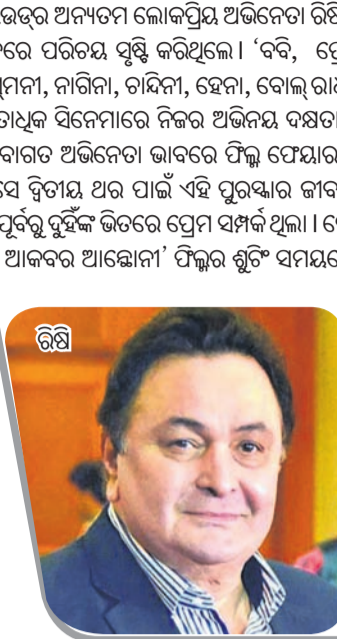 ଉଡ୍‌ର ଅନ୍ୟତମ ଲୋକପ୍ରିୟ ଅଭିନେତା ରିଷି
ରେ ପରିଚୟ ସୃଷ୍ଟି କରିଥିଲେ। ‘ବବି, ପ୍ରେ
ମନୀ, ନାଗିନା, ଚାନ୍ଦିନୀ, ହେନା, ବୋଲ୍ ରାଧ
ତାଧିକ ସିନେମାରେ ନିଜର ଅଭିନୟ ଦକ୍ଷତା
ବାଗତ ଅଭିନେତା ଭାବରେ ଫିଲ୍ମ ଫେୟାର
ସେ ଦ୍ଵିତୀୟ ଥର ପାଇଁ ଏହି ପୁରସ୍କାର ଜୀବ
ପୂର୍ବରୁ ଦୁହିଁଙ୍କ ଭିତରେ ପ୍ରେମ ସମ୍ପର୍କ ଥିଲା।
ଆକବର ଆନ୍ଥୋନୀ’ ଫିଲ୍ମର ଶୁଟିଂ ସମୟରେ
ରିଷି